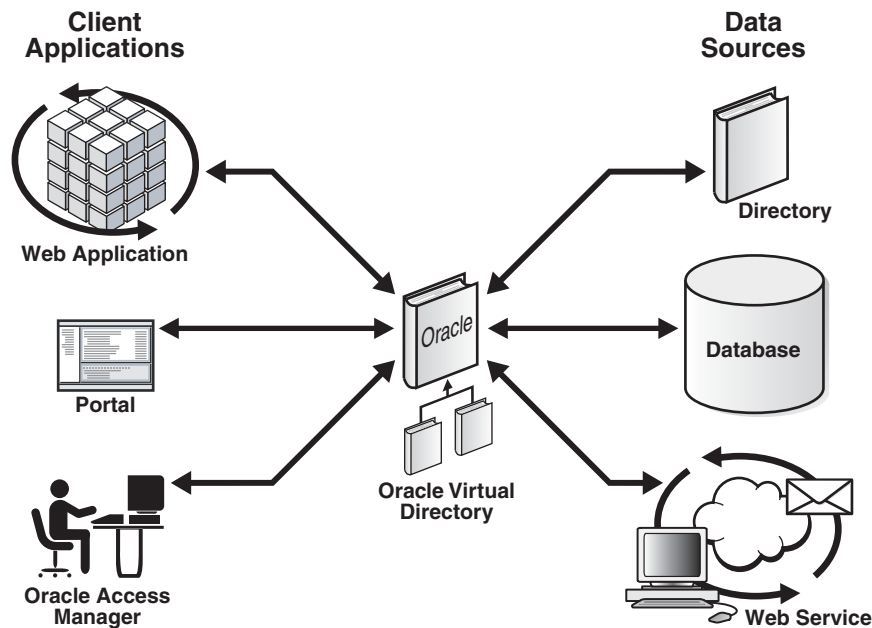 Client
Applications
Data
Sources
Web Application
Directory
Oracle
Database
Portal
Oracle Virtual
Directory
Oracle Access
Manager
Web Service